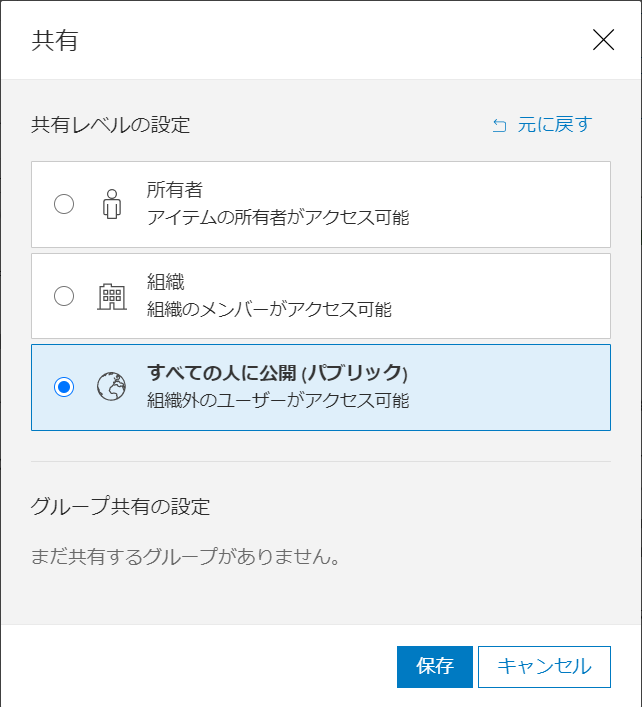 共有
共有レベルの設定
元に戻す
所有者
アイテムの所有者がアクセス可能
組織
組織のメンバーがアクセス可能
すべての人に公開 (パブリック)
組織外のユーザーがアクセス可能
グループ共有の設定
まだ共有するグループがありません。
保存
キャンセル